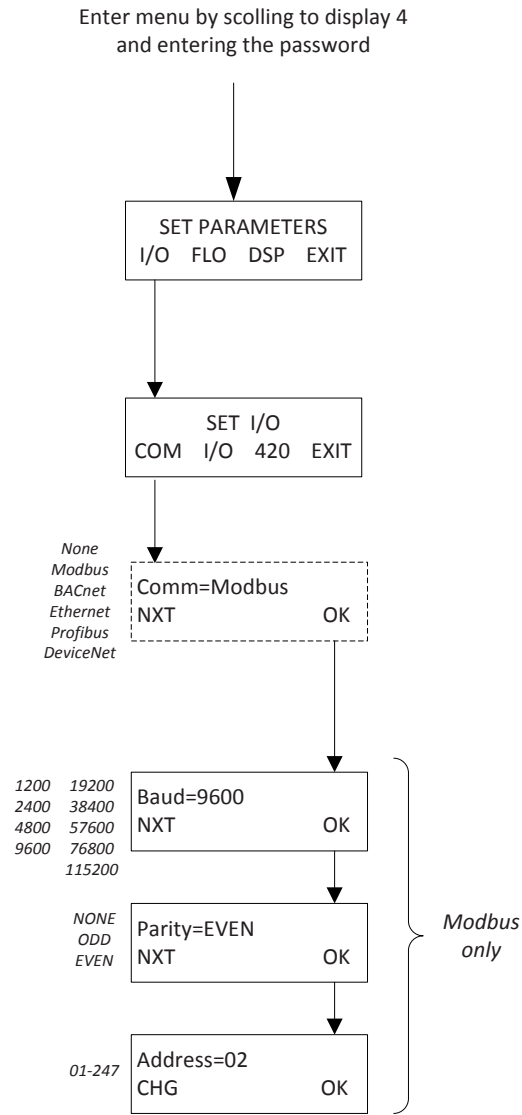 Enter menu by scolling to display 4
and entering the password
SET PARAMETERS
I/O FLO DSP EXIT
SET I/O
COM I/O 420 EXIT
None
Modbus
BACnet
Ethernet
Profibus
DeviceNet
Comm=Modbus
NXT OK
1200 19200
2400 38400
4800 57600
9600 76800
115200
Baud=9600
NXT OK
NONE
ODD
EVEN
Parity=EVEN
NXT OK
Modbus
only
01-247
Address=02
CHG OK